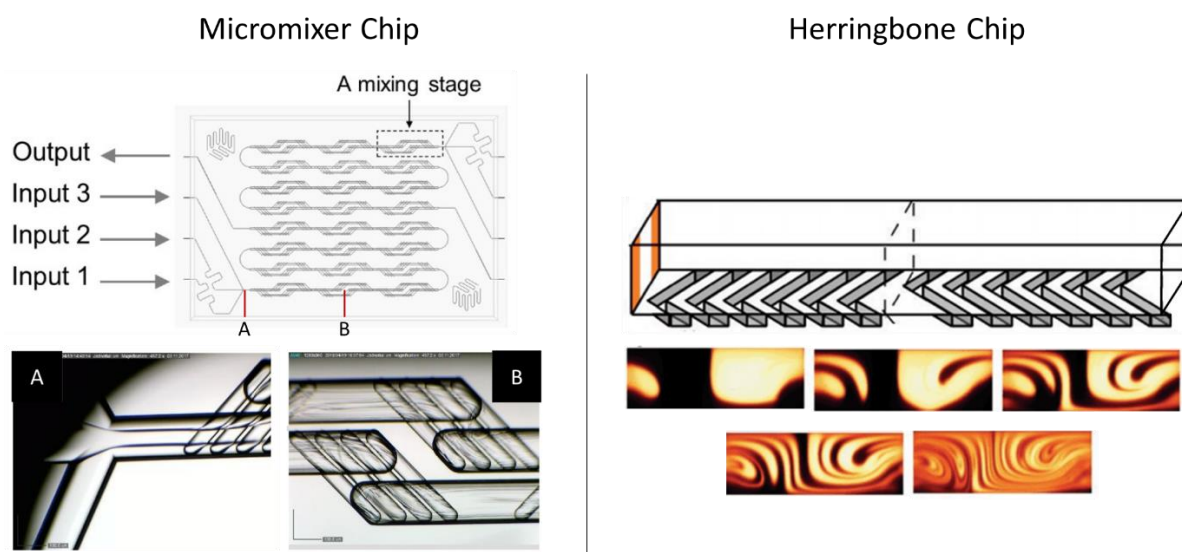 Micromixer Chip
Herringbone Chip
A mixing stage
Output
Input 3
Input 2
Input 1
A
B
A
B